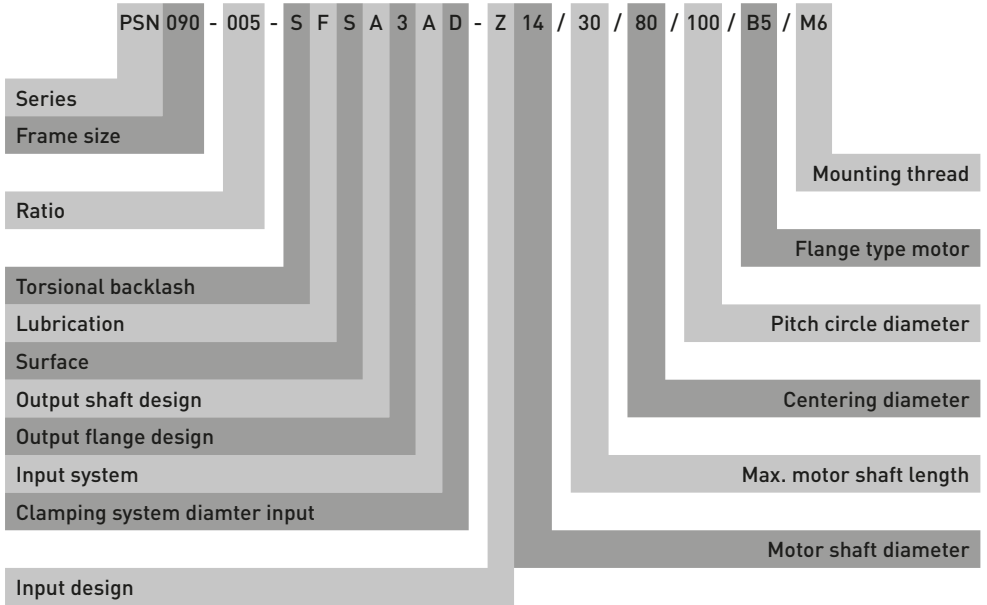 PSN 090 - 005 - S F S A 3 A D - Z 14 / 30 / 80 / 100 / B5 / M6
Series
Frame size
Mounting thread
Ratio
Flange type motor
Torsional backlash
Lubrication
Pitch circle diameter
Surface
Output shaft design
Centering diameter
Output flange design
Input system
Max. motor shaft length
Clamping system diamter input
Motor shaft diameter
Input design